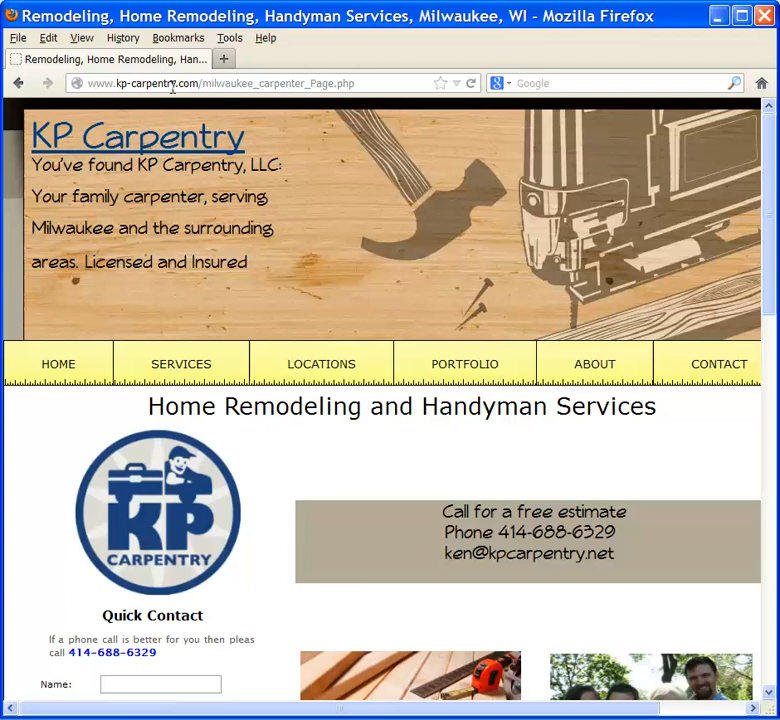 Remodeling, Home Remodeling, Handyman Services, Milwaukee, WI - Mozilla Firefox
File Edit View History Bookmarks Tools Help
Remodeling, Home Remodeling, Han...
www.kp-carpentry.com/milwaukee_carpenter_Page.php
Google
KP Carpentry
You've found KP Carpentry, LLC:
Your family carpenter, serving
Milwaukee and the surrounding
areas. Licensed and Insured
HOME SERVICES LOCATIONS PORTFOLIO ABOUT CONTACT
Home Remodeling and Handyman Services
KP
CARPENTRY
Call for a free estimate
Phone 414-688-6329
ken@kpcarpentry.net
Quick Contact
If a phone call is better for you then pleas
call 414-688-6329
Name: